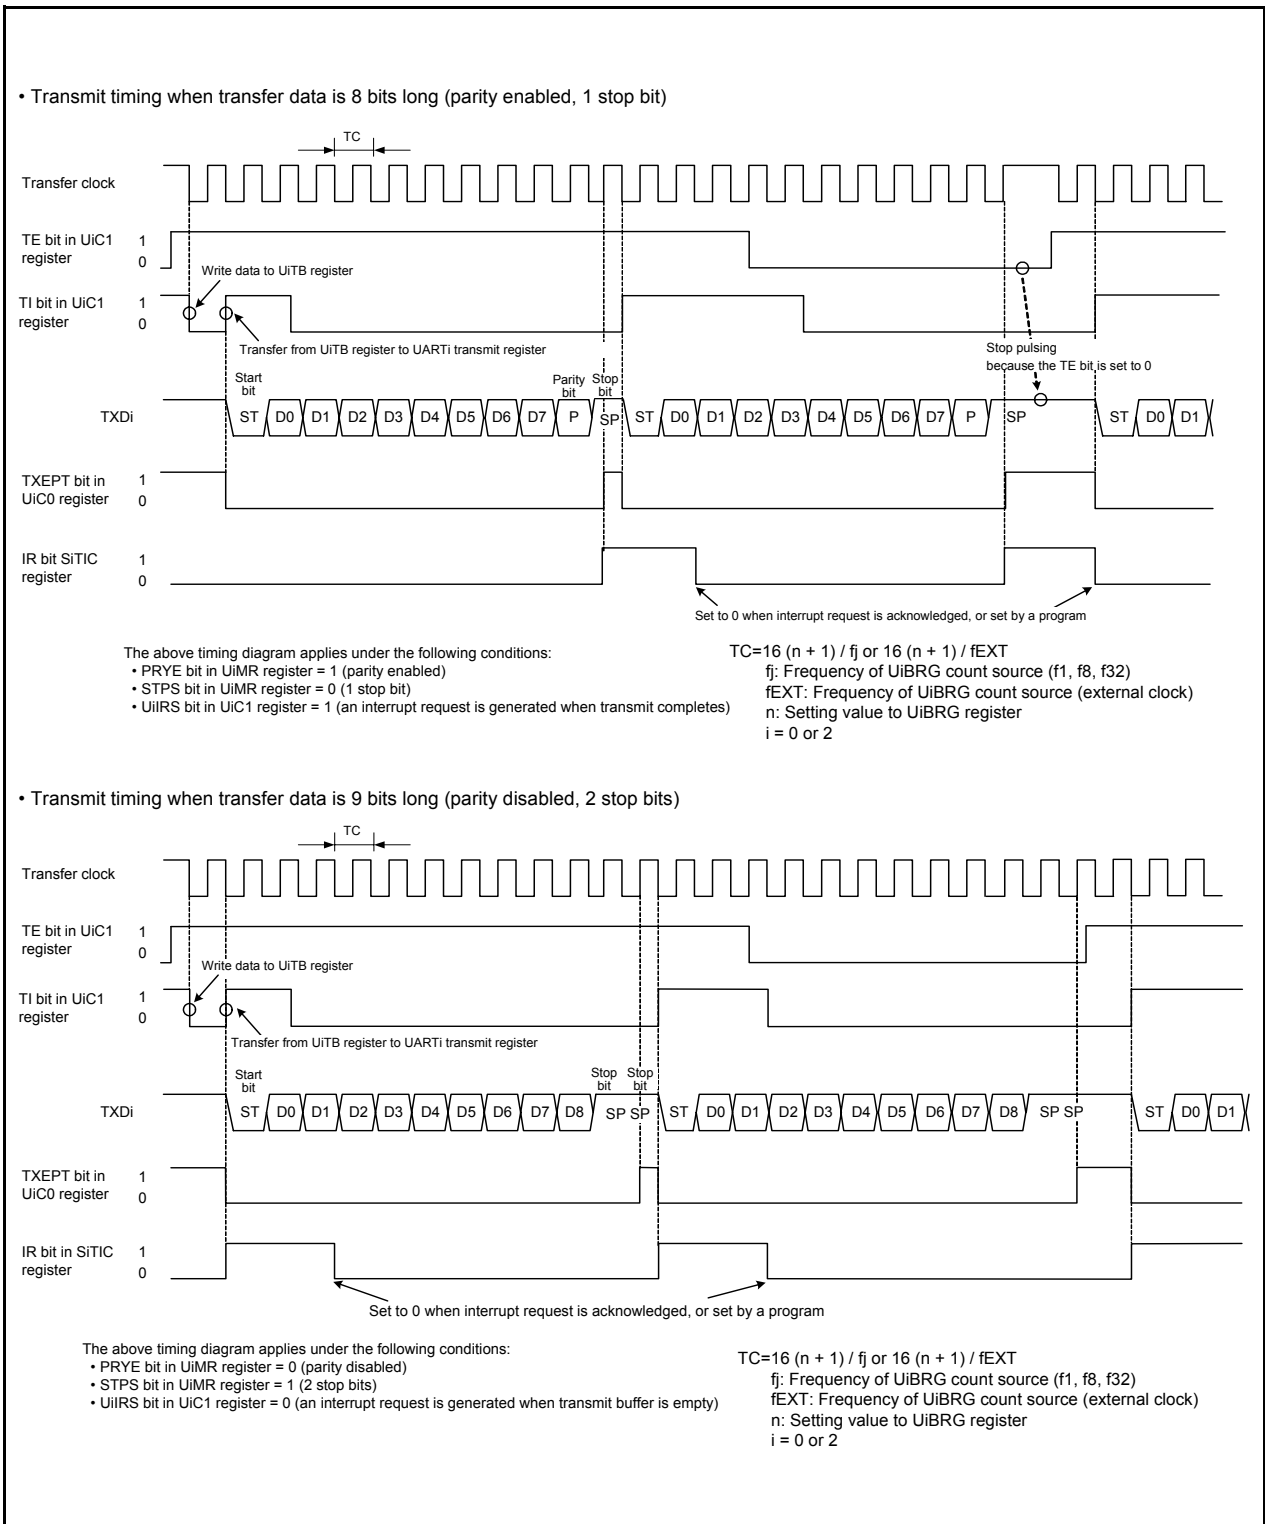 • Transmit timing when transfer data is 8 bits long (parity enabled, 1 stop bit)
TC
Transfer clock
TE bit in UiC1
register
1
0
Write data to UiTB register
TI bit in UiC1
register
1
0
Transfer from UiTB register to UARTi transmit register
Stop pulsing
because the TE bit is set to 0
Start
bit
Parity
bit
Stop
bit
TXDi
ST D0 D1 D2 D3 D4 D5 D6 D7 P SP ST D0 D1 D2 D3 D4 D5 D6 D7 P SP ST D0 D1
TXEPT bit in
UiC0 register
1
0
IR bit SiTIC
register
1
0
Set to 0 when interrupt request is acknowledged, or set by a program
The above timing diagram applies under the following conditions:
• PRYE bit in UiMR register = 1 (parity enabled)
• STPS bit in UiMR register = 0 (1 stop bit)
• UiIRS bit in UiC1 register = 1 (an interrupt request is generated when transmit completes)
TC=16 (n + 1) / fj or 16 (n + 1) / fEXT
fj: Frequency of UiBRG count source (f1, f8, f32)
fEXT: Frequency of UiBRG count source (external clock)
n: Setting value to UiBRG register
i = 0 or 2
• Transmit timing when transfer data is 9 bits long (parity disabled, 2 stop bits)
TC
Transfer clock
TE bit in UiC1
register
1
0
Write data to UiTB register
TI bit in UiC1
register
1
0
Transfer from UiTB register to UARTi transmit register
Start
bit
Stop
bit
Stop
bit
TXDi
ST D0 D1 D2 D3 D4 D5 D6 D7 D8 SP SP ST D0 D1 D2 D3 D4 D5 D6 D7 D8 SP SP ST D0 D1
TXEPT bit in
UiC0 register
1
0
IR bit in SiTIC
register
1
0
Set to 0 when interrupt request is acknowledged, or set by a program
The above timing diagram applies under the following conditions:
• PRYE bit in UiMR register = 0 (parity disabled)
• STPS bit in UiMR register = 1 (2 stop bits)
• UiIRS bit in UiC1 register = 0 (an interrupt request is generated when transmit buffer is empty)
TC=16 (n + 1) / fj or 16 (n + 1) / fEXT
fj: Frequency of UiBRG count source (f1, f8, f32)
fEXT: Frequency of UiBRG count source (external clock)
n: Setting value to UiBRG register
i = 0 or 2